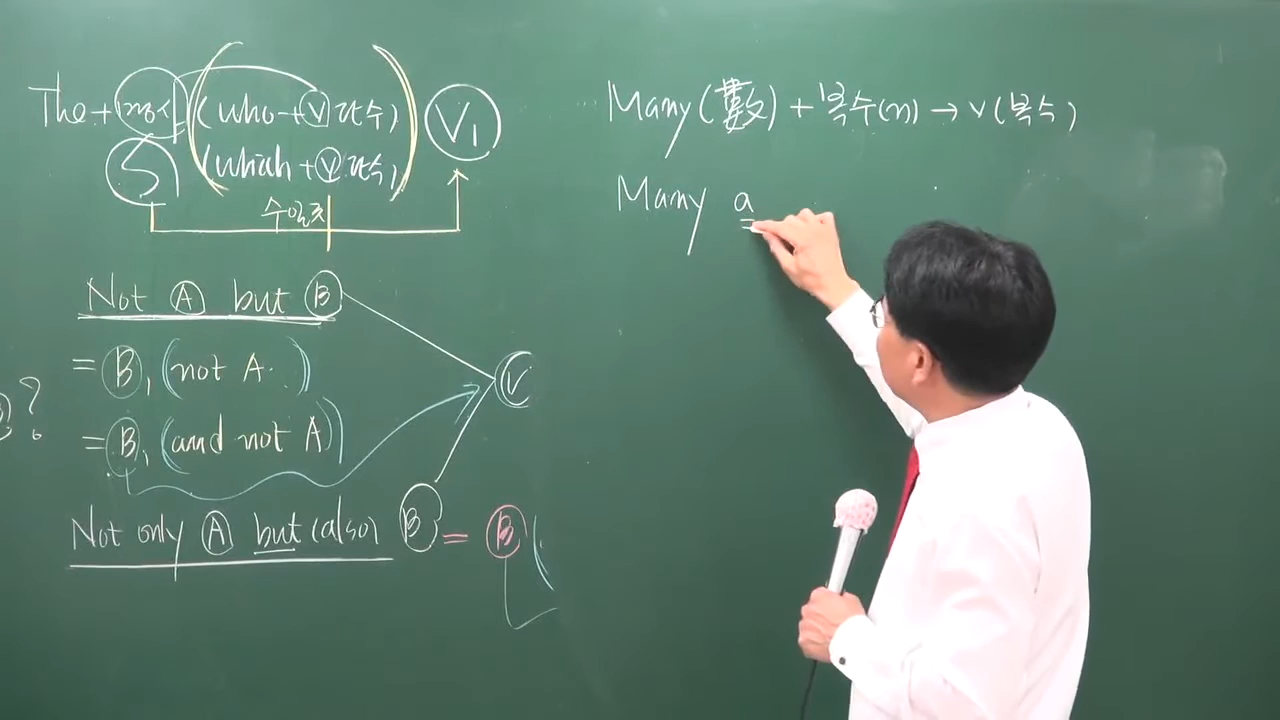 The + 명사 (who + v 단수) V₁
S (which + v 단수)
수일치
Not Ⓐ but Ⓑ
= Ⓑ, (not A.)
= Ⓑ, (and not A)
V
?
Not only Ⓐ but (also) Ⓑ = Ⓑ (
Many (數) + 복수(n) → v (복수)
Many a